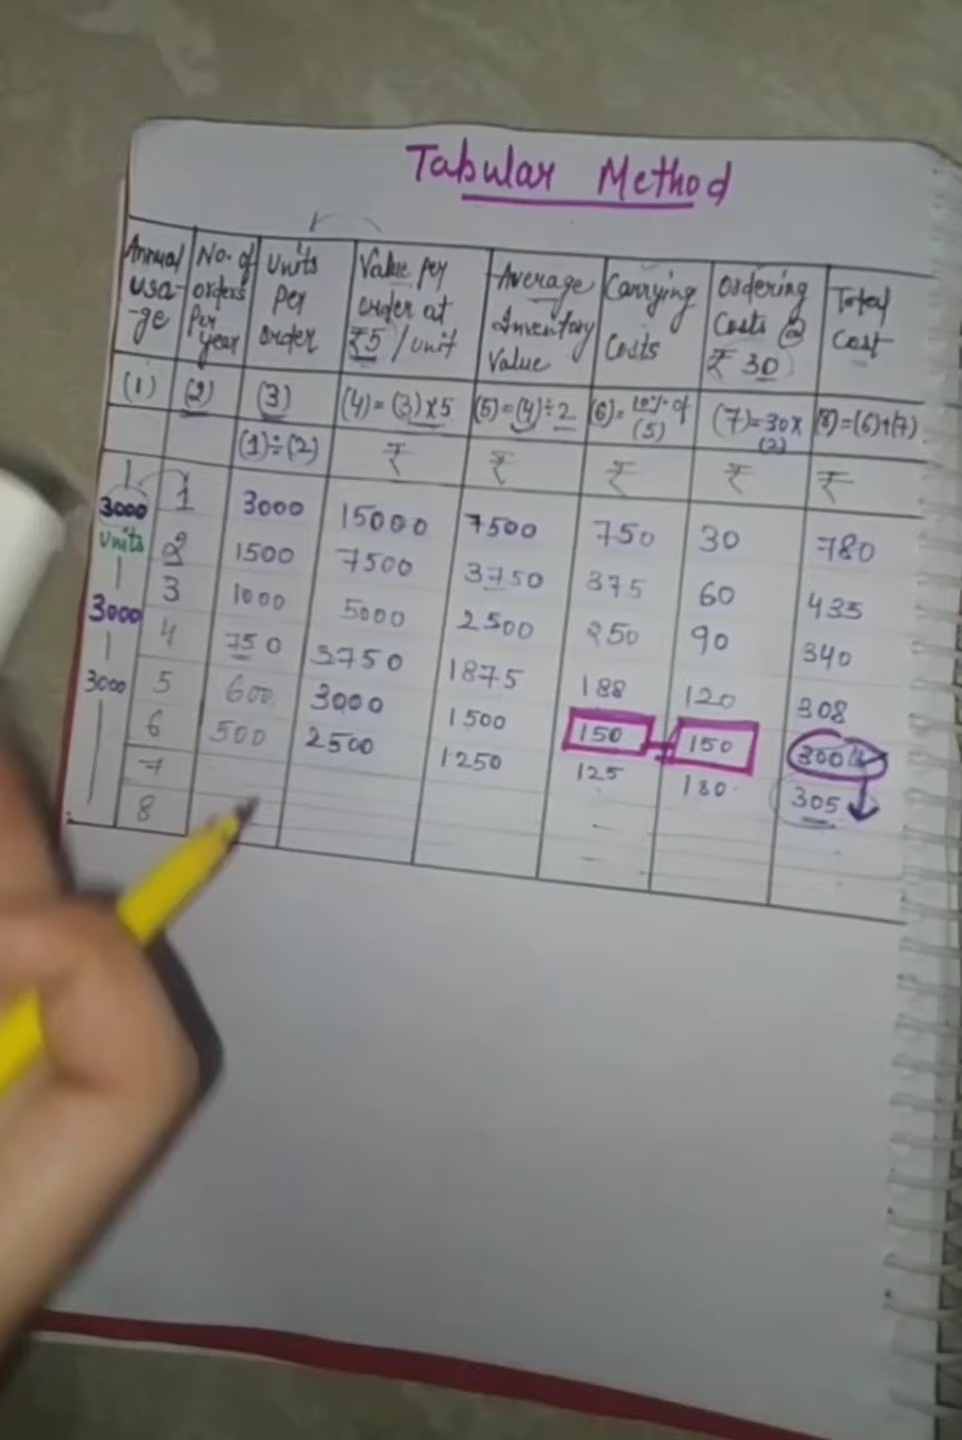 Tabular Method
Annual usa-ge | No. of orders Per year | Units Per order | Value per order at ₹5/unit | Average Inventory Value | Carrying Costs | Ordering Costs @ ₹ 30 | Total Cost
(1) | (2) | (3) | (4) = (3) x 5 | (5) = (4) ÷ 2 | (6) = 10% of (5) | (7) = 30 x (2) | (8) = (6) + (7)
(1) ÷ (2) | ₹ | ₹ | ₹ | ₹ | ₹
3000 units | 1 | 3000 | 15000 | 7500 | 750 | 30 | 780
2 | 1500 | 7500 | 3750 | 375 | 60 | 435
3000 | 3 | 1000 | 5000 | 2500 | 250 | 90 | 340
4 | 750 | 3750 | 1875 | 188 | 120 | 308
3000 | 5 | 600 | 3000 | 1500 | 150 | 150 | 300
6 | 500 | 2500 | 1250 | 125 | 180 | 305
7
8